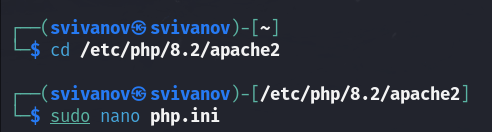 ┌──(svivanov㉿svivanov)-[~]
└─$ cd /etc/php/8.2/apache2
┌──(svivanov㉿svivanov)-[/etc/php/8.2/apache2]
└─$ sudo nano php.ini